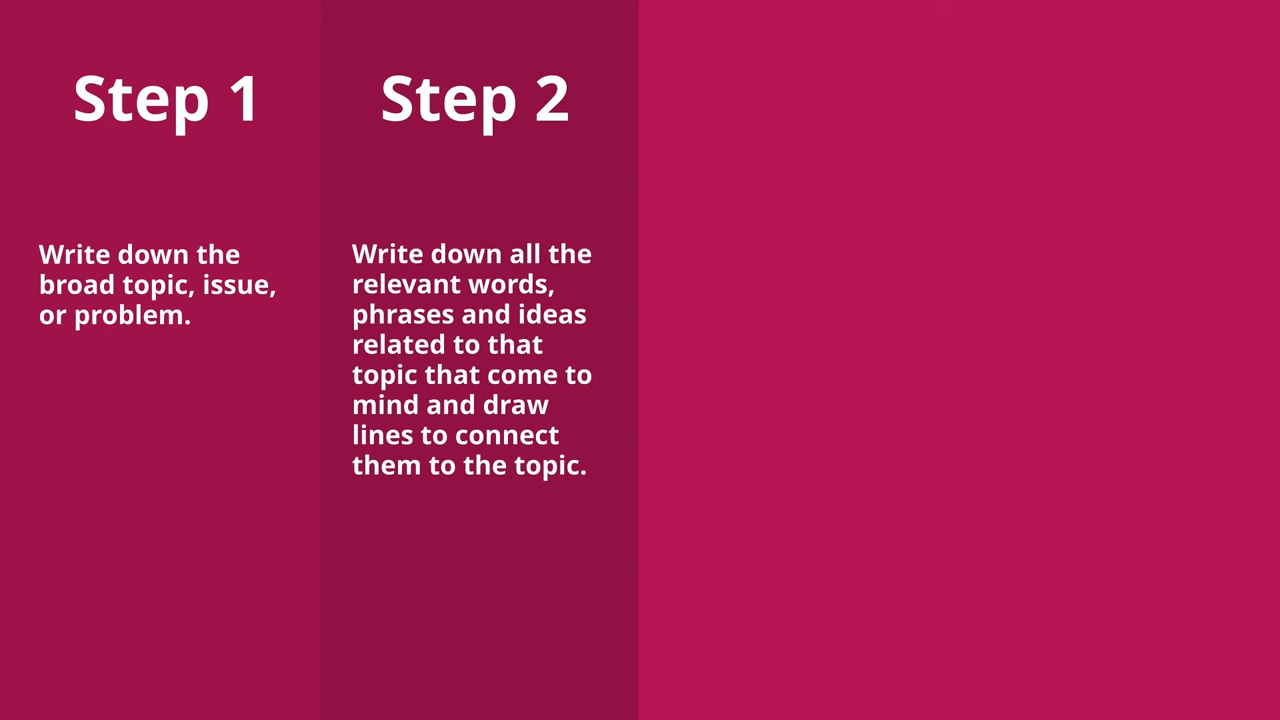 Step 1
Write down the
broad topic, issue,
or problem.
Step 2
Write down all the
relevant words,
phrases and ideas
related to that
topic that come to
mind and draw
lines to connect
them to the topic.